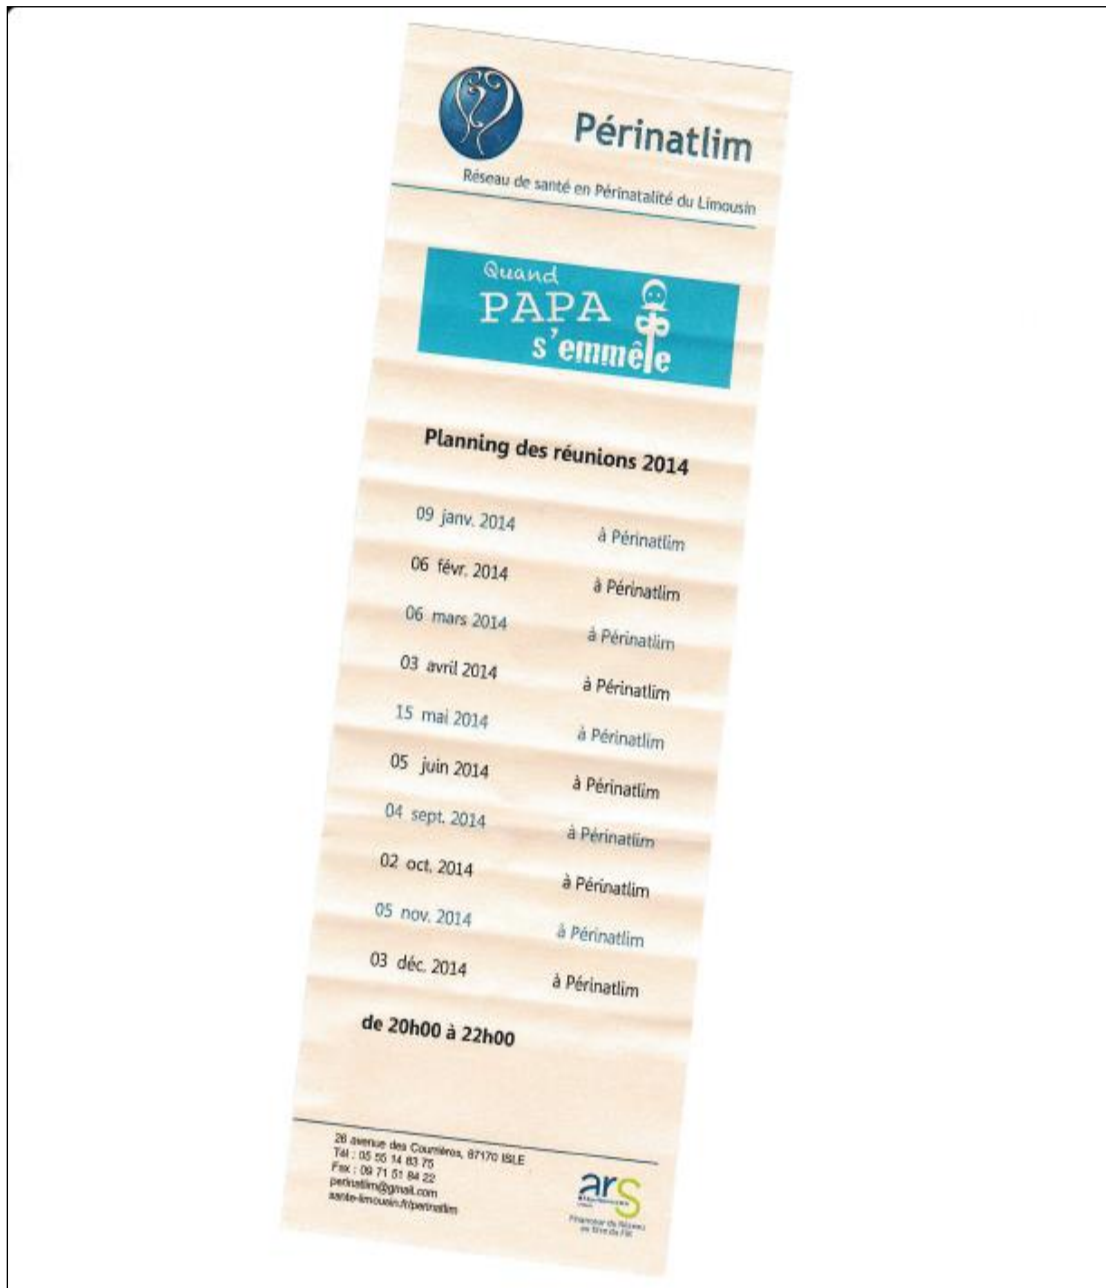 Périnatlim
Réseau de santé en Périnatalité du Limousin
Quand
PAPA
s'emmêle
Planning des réunions 2014
09 janv. 2014 à Périnatlim
06 févr. 2014 à Périnatlim
06 mars 2014 à Périnatlim
03 avril 2014 à Périnatlim
15 mai 2014 à Périnatlim
05 juin 2014 à Périnatlim
04 sept. 2014 à Périnatlim
02 oct. 2014 à Périnatlim
05 nov. 2014 à Périnatlim
03 déc. 2014 à Périnatlim
de 20h00 à 22h00
26 avenue des Courrières, 87170 ISLE
Tél : 05 55 14 83 75
Fax : 09 71 51 84 22
perinatlim@gmail.com
sante-limousin.fr/perinatlim
ars
Financeur du Réseau